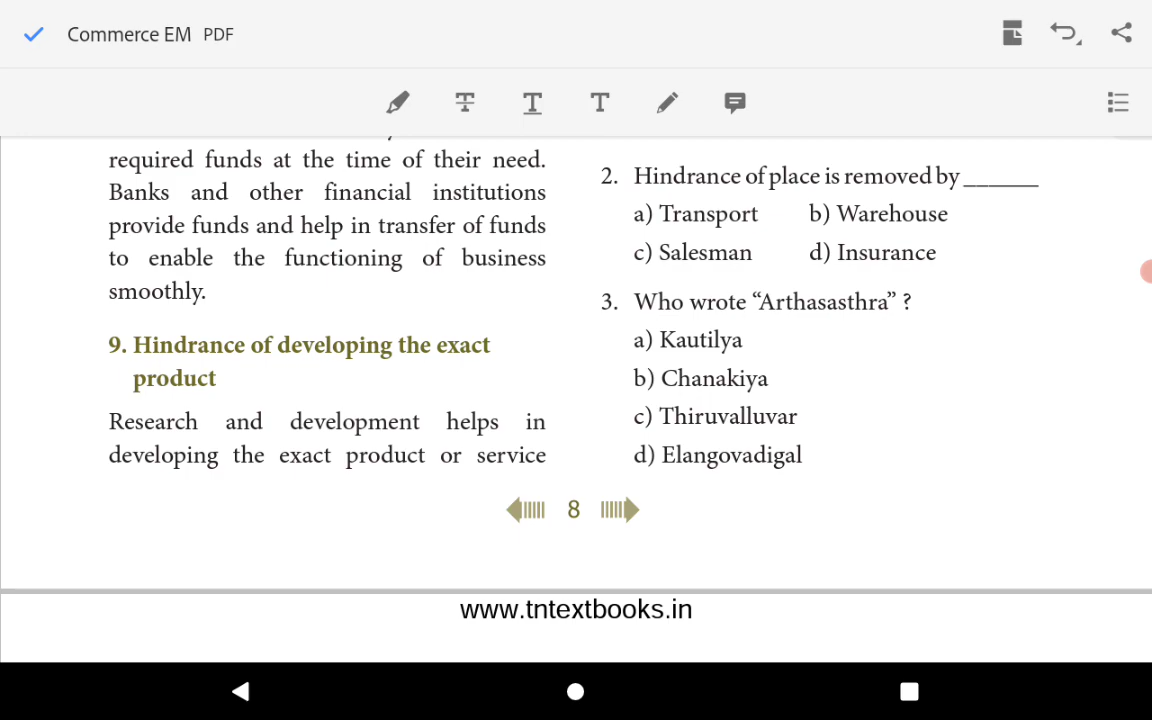 Commerce EM PDF
required funds at the time of their need.
Banks and other financial institutions
provide funds and help in transfer of funds
to enable the functioning of business
smoothly.
9. Hindrance of developing the exact
product
Research and development helps in
developing the exact product or service
2. Hindrance of place is removed by ______
a) Transport b) Warehouse
c) Salesman d) Insurance
3. Who wrote “Arthasasthra” ?
a) Kautilya
b) Chanakiya
c) Thiruvalluvar
d) Elangovadigal
8
www.tntextbooks.in